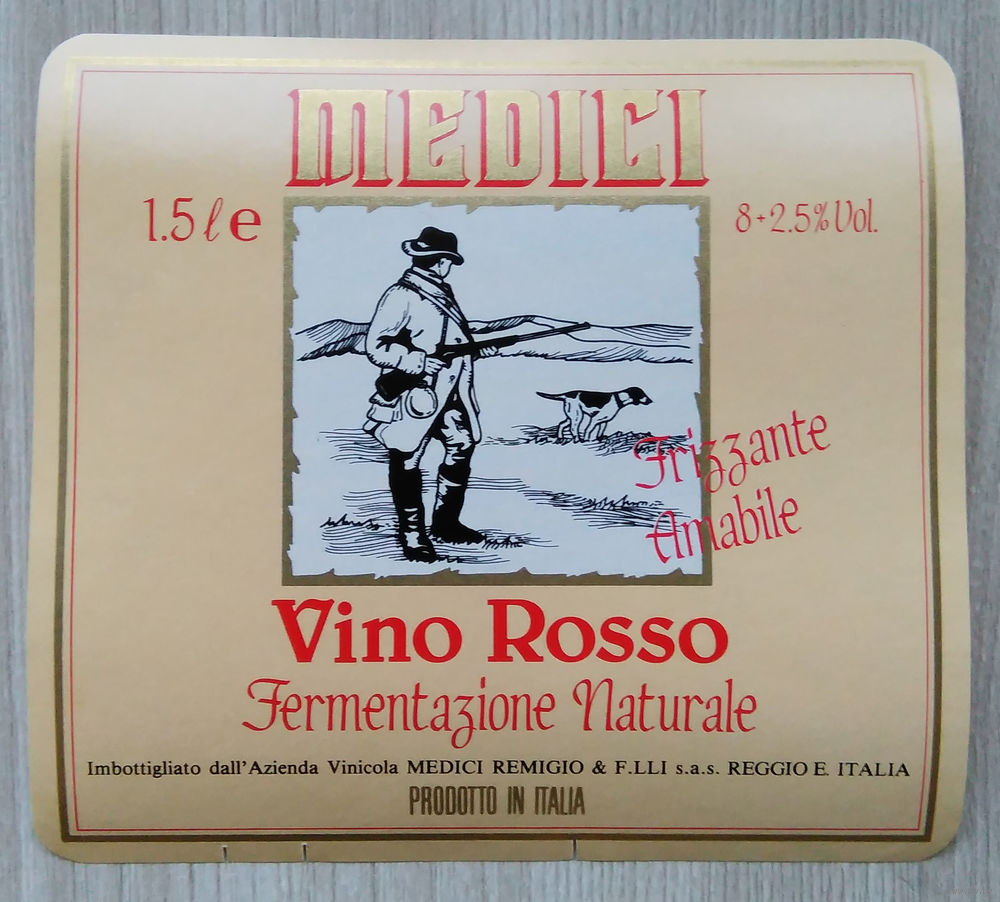 MEDICI
1.5 ℓ e
8+2.5% Vol.
Frizzante
Amabile
Vino Rosso
Fermentazione Naturale
Imbottigliato dall'Azienda Vinicola MEDICI REMIGIO & F.LLI s.a.s. REGGIO E. ITALIA
PRODOTTO IN ITALIA